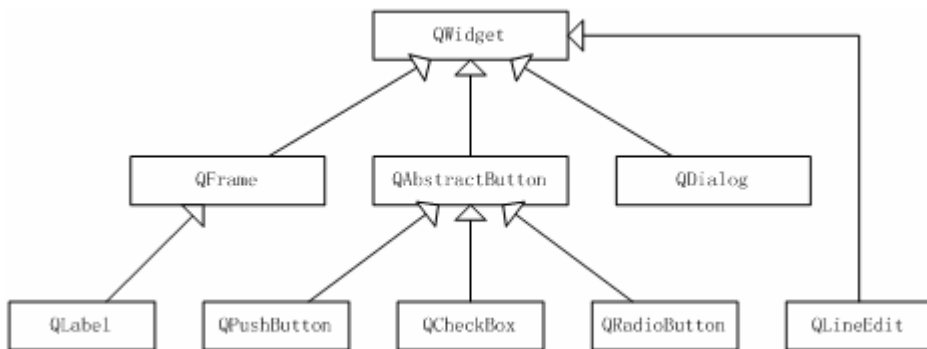 QWidget
QFrame
QAbstractButton
QDialog
QLabel
QPushButton
QCheckBox
QRadioButton
QLineEdit